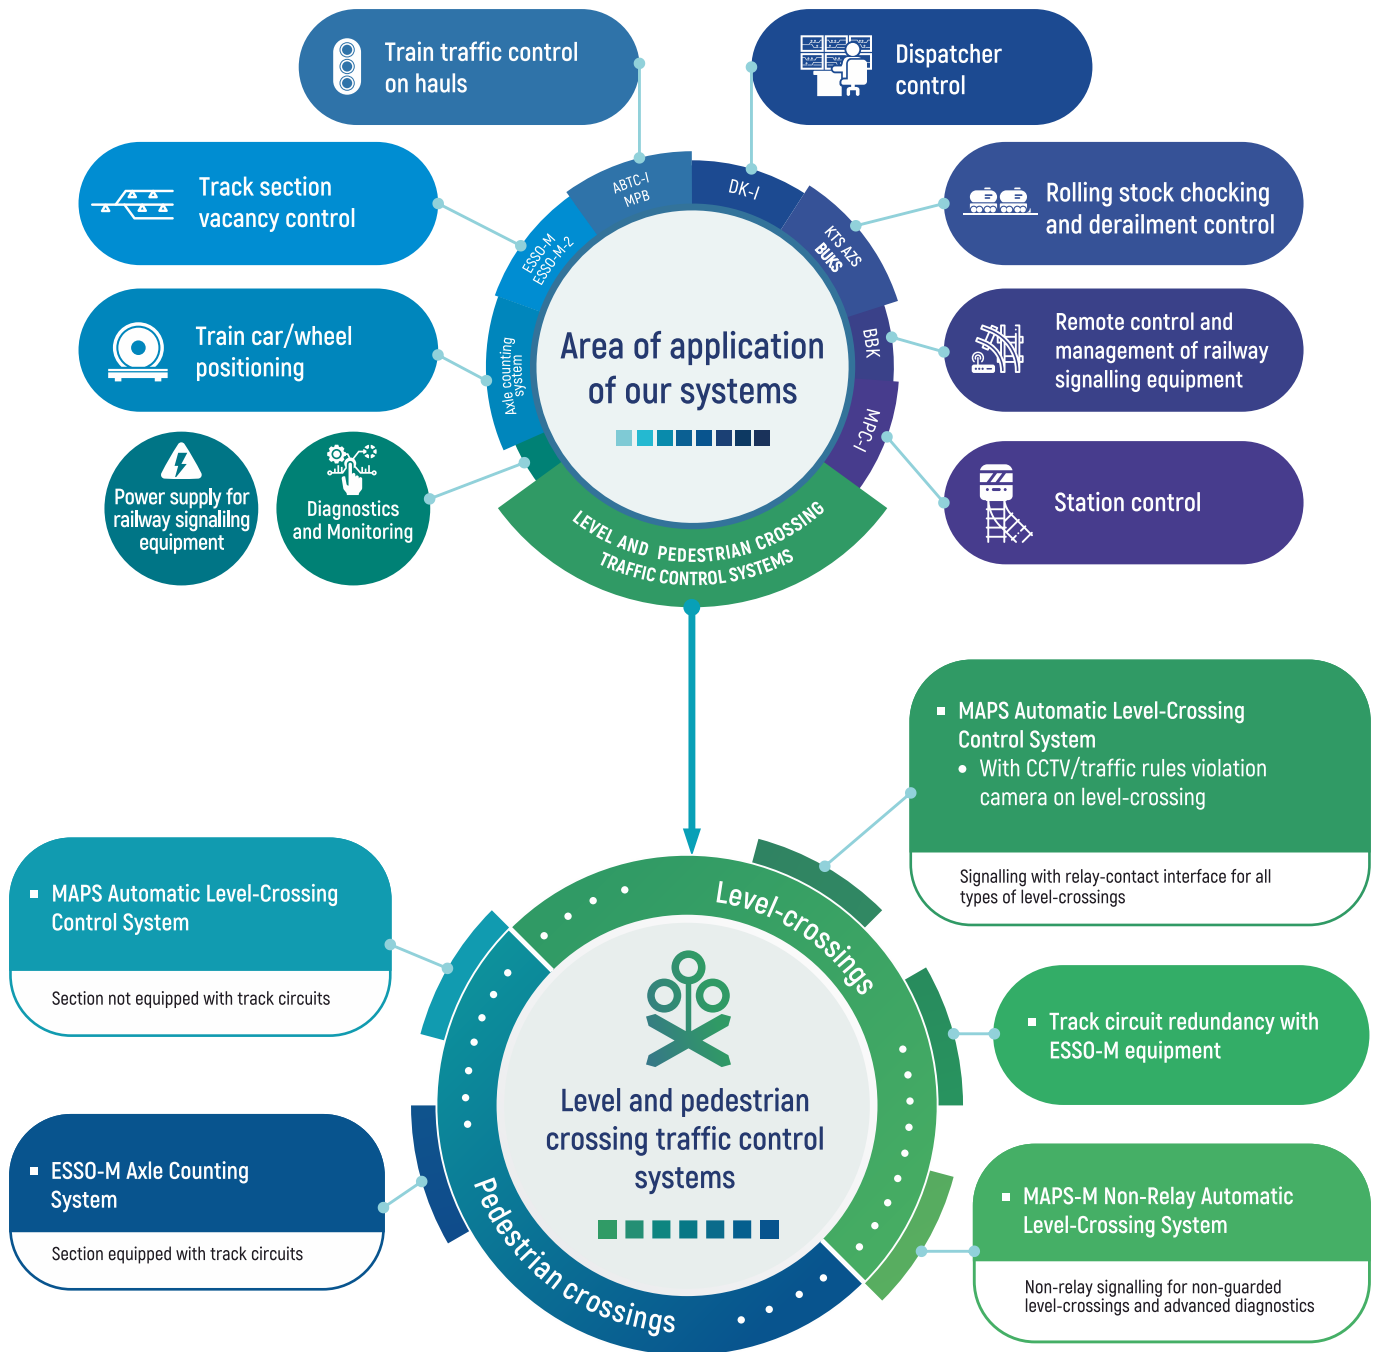 Train traffic control
on hauls
Dispatcher
control
Track section
vacancy control
Rolling stock chocking
and derailment control
ABTC-I
MPB
DK-I
ESSO-M
ESSO-M-2
KTS AZS
BUKS
Train car/wheel
positioning
Axle counting
system
Area of application
of our systems
BBK
Remote control and
management of railway
signalling equipment
MPC-I
Power supply for
railway signalilng
equipment
Diagnostics
and Monitoring
Station control
LEVEL AND PEDESTRIAN CROSSING
TRAFFIC CONTROL SYSTEMS
MAPS Automatic Level-Crossing
Control System
With CCTV/traffic rules violation
camera on level-crossing
Signalling with relay-contact interface for all
types of level-crossings
MAPS Automatic Level-Crossing
Control System
Section not equipped with track circuits
Level-crossings
Track circuit redundancy with
ESSO-M equipment
Level and pedestrian
crossing traffic control
systems
ESSO-M Axle Counting
System
Section equipped with track circuits
Pedestrian crossings
MAPS-M Non-Relay Automatic
Level-Crossing System
Non-relay signalling for non-guarded
level-crossings and advanced diagnostics